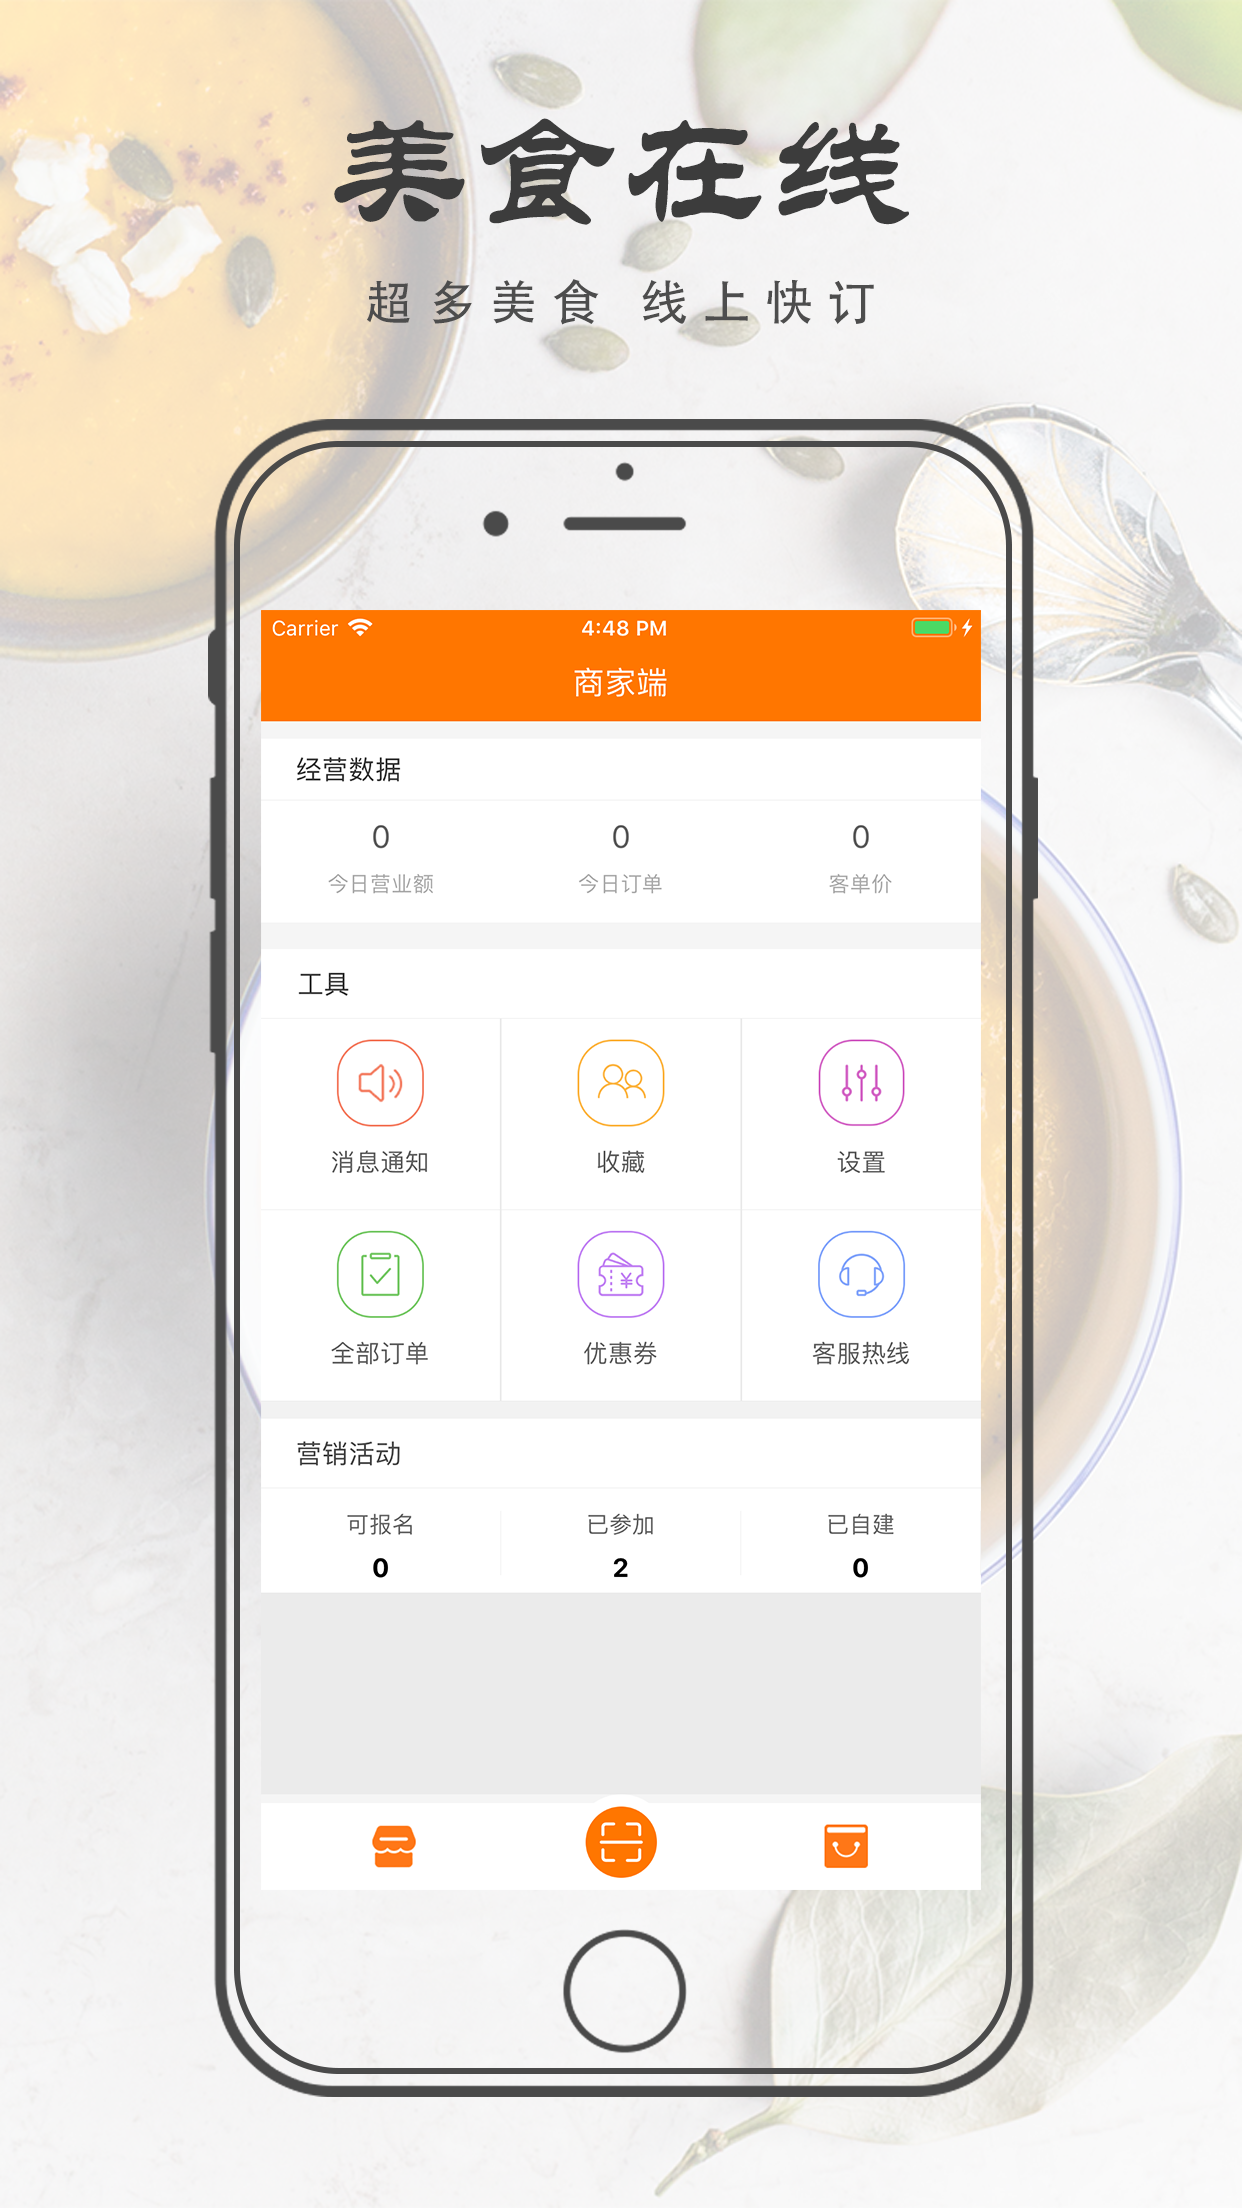 美食在线
超多美食 线上快订
Carrier 4:48 PM
商家端
经营数据
0 0 0
今日营业额 今日订单 客单价
工具
消息通知 收藏 设置
¥
全部订单 优惠券 客服热线
营销活动
可报名 已参加 已自建
0 2 0